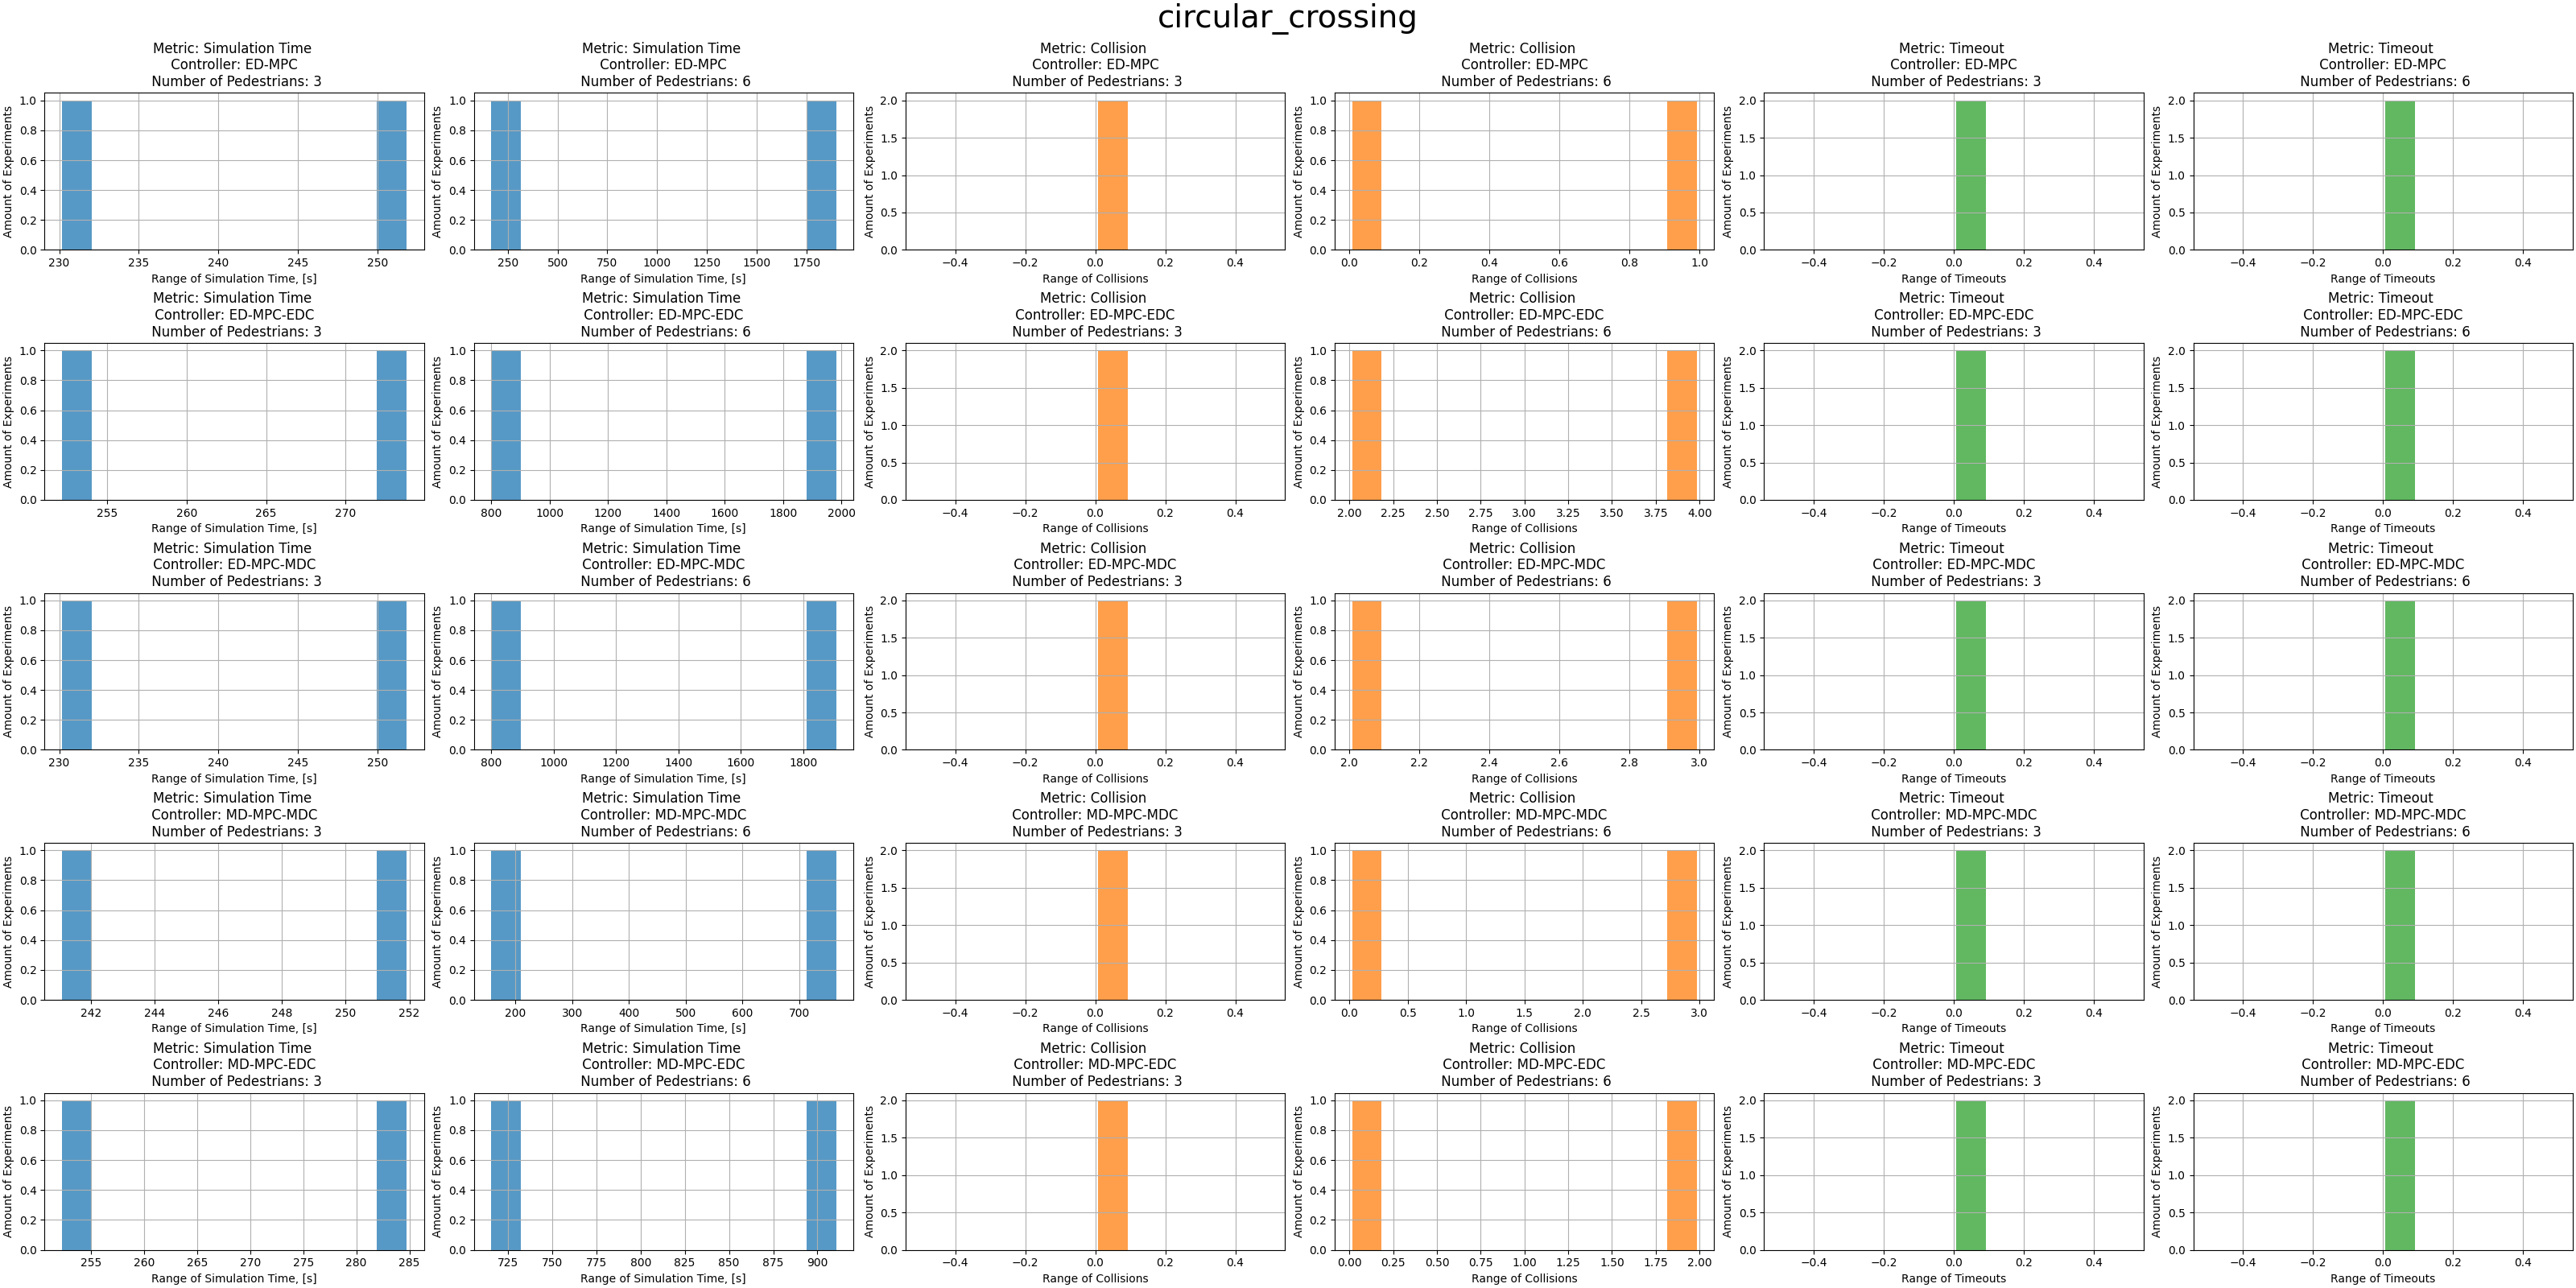 circular_crossing
Metric: Simulation Time
Controller: ED-MPC
Number of Pedestrians: 3
Amount of Experiments
1.0 0.8 0.6 0.4 0.2 0.0
230 235 240 245 250
Range of Simulation Time, [s]
Metric: Simulation Time
Controller: ED-MPC
Number of Pedestrians: 6
Amount of Experiments
1.0 0.8 0.6 0.4 0.2 0.0
250 500 750 1000 1250 1500 1750
Range of Simulation Time, [s]
Metric: Collision
Controller: ED-MPC
Number of Pedestrians: 3
Amount of Experiments
2.0 1.5 1.0 0.5 0.0
−0.4 −0.2 0.0 0.2 0.4
Range of Collisions
Metric: Collision
Controller: ED-MPC
Number of Pedestrians: 6
Amount of Experiments
1.0 0.8 0.6 0.4 0.2 0.0
0.0 0.2 0.4 0.6 0.8 1.0
Range of Collisions
Metric: Timeout
Controller: ED-MPC
Number of Pedestrians: 3
Amount of Experiments
2.0 1.5 1.0 0.5 0.0
−0.4 −0.2 0.0 0.2 0.4
Range of Timeouts
Metric: Timeout
Controller: ED-MPC
Number of Pedestrians: 6
Amount of Experiments
2.0 1.5 1.0 0.5 0.0
−0.4 −0.2 0.0 0.2 0.4
Range of Timeouts
Metric: Simulation Time
Controller: ED-MPC-EDC
Number of Pedestrians: 3
Amount of Experiments
1.0 0.8 0.6 0.4 0.2 0.0
255 260 265 270
Range of Simulation Time, [s]
Metric: Simulation Time
Controller: ED-MPC-EDC
Number of Pedestrians: 6
Amount of Experiments
1.0 0.8 0.6 0.4 0.2 0.0
800 1000 1200 1400 1600 1800 2000
Range of Simulation Time, [s]
Metric: Collision
Controller: ED-MPC-EDC
Number of Pedestrians: 3
Amount of Experiments
2.0 1.5 1.0 0.5 0.0
−0.4 −0.2 0.0 0.2 0.4
Range of Collisions
Metric: Collision
Controller: ED-MPC-EDC
Number of Pedestrians: 6
Amount of Experiments
1.0 0.8 0.6 0.4 0.2 0.0
2.00 2.25 2.50 2.75 3.00 3.25 3.50 3.75 4.00
Range of Collisions
Metric: Timeout
Controller: ED-MPC-EDC
Number of Pedestrians: 3
Amount of Experiments
2.0 1.5 1.0 0.5 0.0
−0.4 −0.2 0.0 0.2 0.4
Range of Timeouts
Metric: Timeout
Controller: ED-MPC-EDC
Number of Pedestrians: 6
Amount of Experiments
2.0 1.5 1.0 0.5 0.0
−0.4 −0.2 0.0 0.2 0.4
Range of Timeouts
Metric: Simulation Time
Controller: ED-MPC-MDC
Number of Pedestrians: 3
Amount of Experiments
1.0 0.8 0.6 0.4 0.2 0.0
230 235 240 245 250
Range of Simulation Time, [s]
Metric: Simulation Time
Controller: ED-MPC-MDC
Number of Pedestrians: 6
Amount of Experiments
1.0 0.8 0.6 0.4 0.2 0.0
800 1000 1200 1400 1600 1800
Range of Simulation Time, [s]
Metric: Collision
Controller: ED-MPC-MDC
Number of Pedestrians: 3
Amount of Experiments
2.0 1.5 1.0 0.5 0.0
−0.4 −0.2 0.0 0.2 0.4
Range of Collisions
Metric: Collision
Controller: ED-MPC-MDC
Number of Pedestrians: 6
Amount of Experiments
1.0 0.8 0.6 0.4 0.2 0.0
2.0 2.2 2.4 2.6 2.8 3.0
Range of Collisions
Metric: Timeout
Controller: ED-MPC-MDC
Number of Pedestrians: 3
Amount of Experiments
2.0 1.5 1.0 0.5 0.0
−0.4 −0.2 0.0 0.2 0.4
Range of Timeouts
Metric: Timeout
Controller: ED-MPC-MDC
Number of Pedestrians: 6
Amount of Experiments
2.0 1.5 1.0 0.5 0.0
−0.4 −0.2 0.0 0.2 0.4
Range of Timeouts
Metric: Simulation Time
Controller: MD-MPC-MDC
Number of Pedestrians: 3
Amount of Experiments
1.0 0.8 0.6 0.4 0.2 0.0
242 244 246 248 250 252
Range of Simulation Time, [s]
Metric: Simulation Time
Controller: MD-MPC-MDC
Number of Pedestrians: 6
Amount of Experiments
1.0 0.8 0.6 0.4 0.2 0.0
200 300 400 500 600 700
Range of Simulation Time, [s]
Metric: Collision
Controller: MD-MPC-MDC
Number of Pedestrians: 3
Amount of Experiments
2.0 1.5 1.0 0.5 0.0
−0.4 −0.2 0.0 0.2 0.4
Range of Collisions
Metric: Collision
Controller: MD-MPC-MDC
Number of Pedestrians: 6
Amount of Experiments
1.0 0.8 0.6 0.4 0.2 0.0
0.0 0.5 1.0 1.5 2.0 2.5 3.0
Range of Collisions
Metric: Timeout
Controller: MD-MPC-MDC
Number of Pedestrians: 3
Amount of Experiments
2.0 1.5 1.0 0.5 0.0
−0.4 −0.2 0.0 0.2 0.4
Range of Timeouts
Metric: Timeout
Controller: MD-MPC-MDC
Number of Pedestrians: 6
Amount of Experiments
2.0 1.5 1.0 0.5 0.0
−0.4 −0.2 0.0 0.2 0.4
Range of Timeouts
Metric: Simulation Time
Controller: MD-MPC-EDC
Number of Pedestrians: 3
Amount of Experiments
1.0 0.8 0.6 0.4 0.2 0.0
255 260 265 270 275 280 285
Range of Simulation Time, [s]
Metric: Simulation Time
Controller: MD-MPC-EDC
Number of Pedestrians: 6
Amount of Experiments
1.0 0.8 0.6 0.4 0.2 0.0
725 750 775 800 825 850 875 900
Range of Simulation Time, [s]
Metric: Collision
Controller: MD-MPC-EDC
Number of Pedestrians: 3
Amount of Experiments
2.0 1.5 1.0 0.5 0.0
−0.4 −0.2 0.0 0.2 0.4
Range of Collisions
Metric: Collision
Controller: MD-MPC-EDC
Number of Pedestrians: 6
Amount of Experiments
1.0 0.8 0.6 0.4 0.2 0.0
0.00 0.25 0.50 0.75 1.00 1.25 1.50 1.75 2.00
Range of Collisions
Metric: Timeout
Controller: MD-MPC-EDC
Number of Pedestrians: 3
Amount of Experiments
2.0 1.5 1.0 0.5 0.0
−0.4 −0.2 0.0 0.2 0.4
Range of Timeouts
Metric: Timeout
Controller: MD-MPC-EDC
Number of Pedestrians: 6
Amount of Experiments
2.0 1.5 1.0 0.5 0.0
−0.4 −0.2 0.0 0.2 0.4
Range of Timeouts